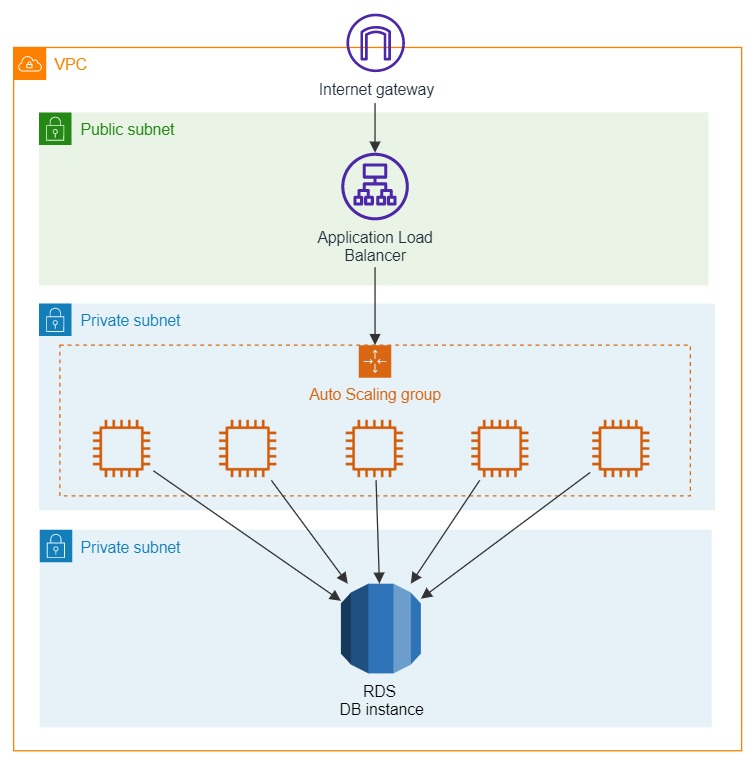 VPC
Internet gateway
Public subnet
Application Load
Balancer
Private subnet
Auto Scaling group
Private subnet
RDS
DB instance